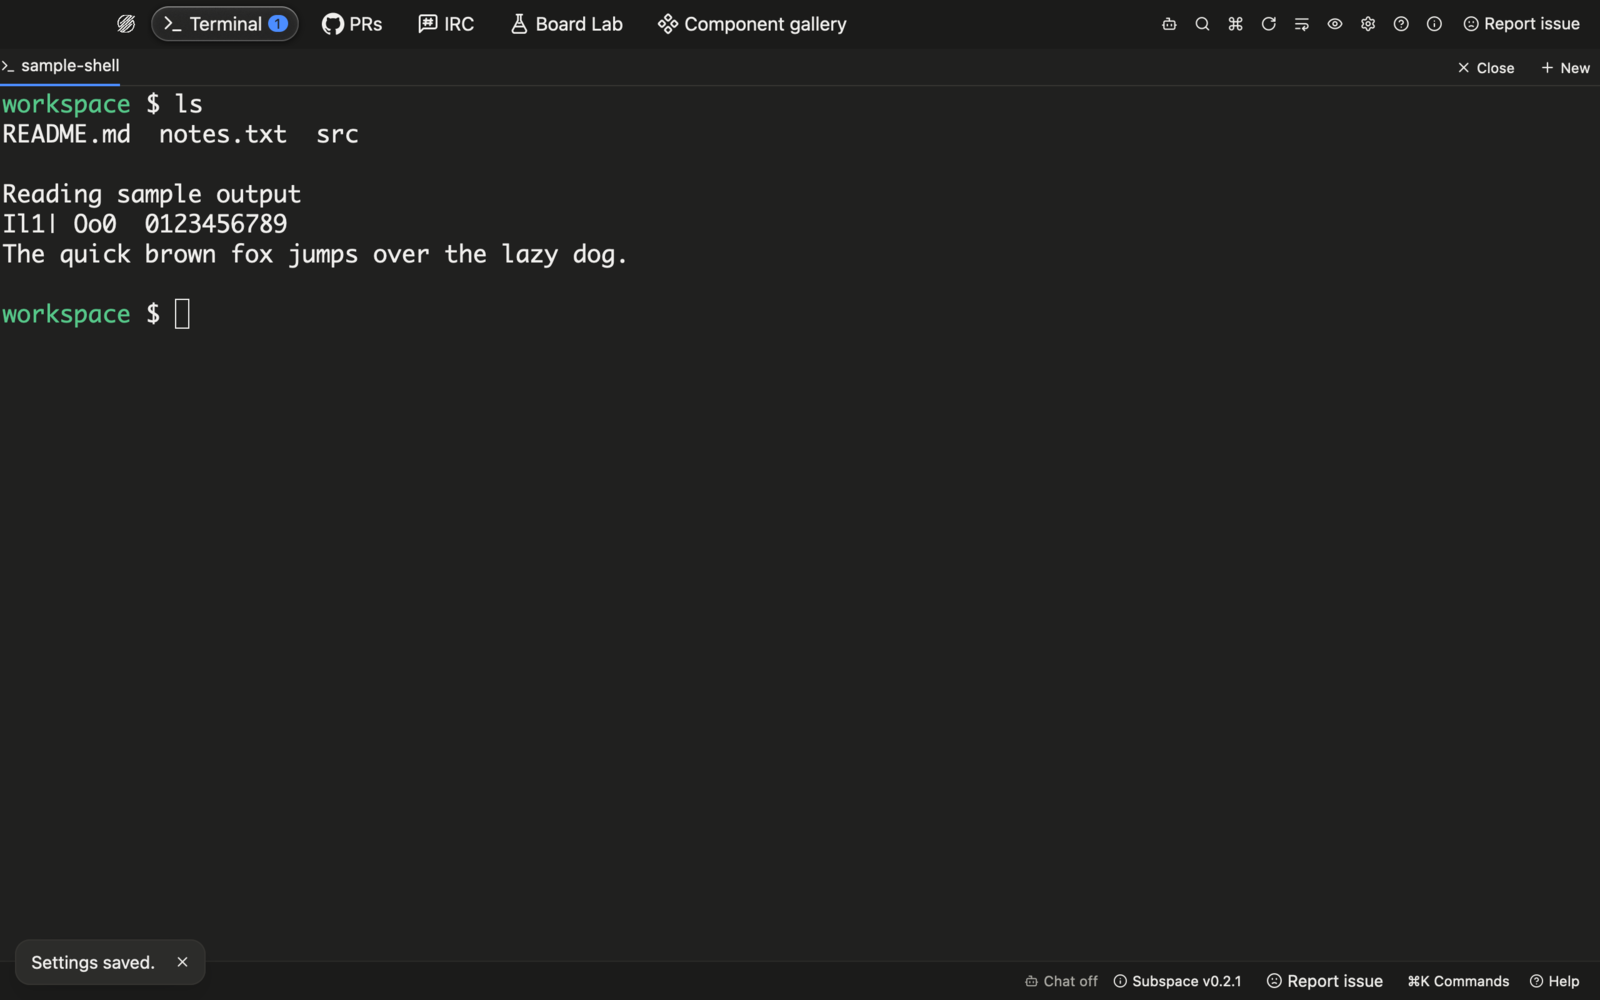 Terminal 1 PRs IRC Board Lab Component gallery Report issue
sample-shell Close New
workspace $ ls
README.md  notes.txt  src
Reading sample output
Il1| Oo0  0123456789
The quick brown fox jumps over the lazy dog.
workspace $
Settings saved.
Chat off Subspace v0.2.1 Report issue ⌘K Commands Help